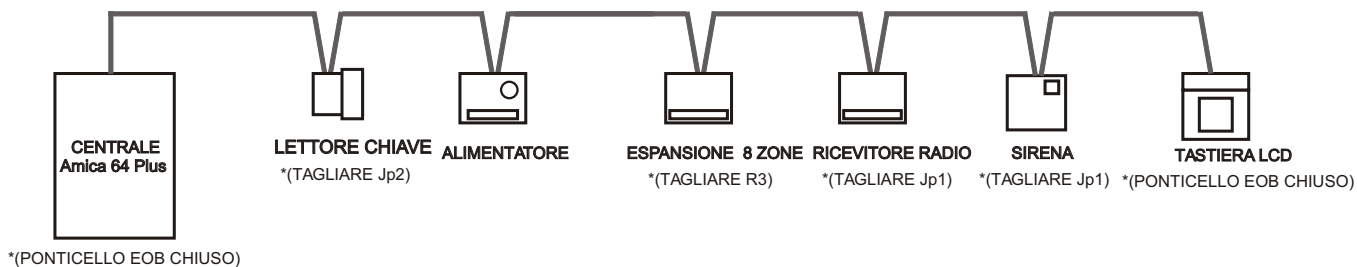 CENTRALE
Amica 64 Plus
*(PONTICELLO EOB CHIUSO)
LETTORE CHIAVE
*(TAGLIARE Jp2)
ALIMENTATORE
ESPANSIONE 8 ZONE
*(TAGLIARE R3)
RICEVITORE RADIO
*(TAGLIARE Jp1)
SIRENA
*(TAGLIARE Jp1)
TASTIERA LCD
*(PONTICELLO EOB CHIUSO)